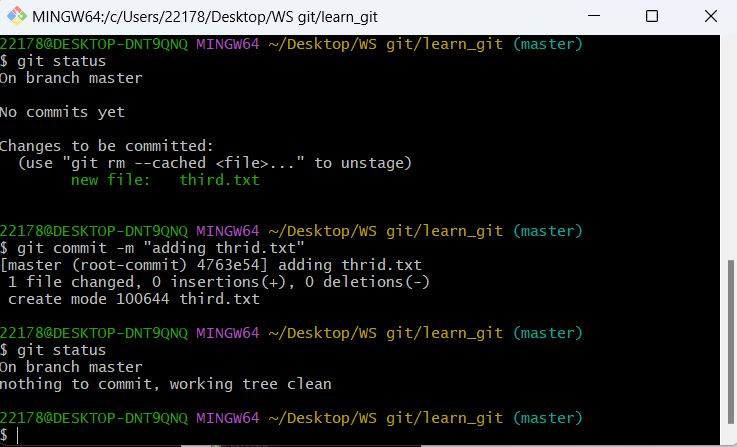 MINGW64:/c/Users/22178/Desktop/WS git/learn_git
22178@DESKTOP-DNT9QNQ MINGW64 ~/Desktop/WS git/learn_git (master)
$ git status
On branch master
No commits yet
Changes to be committed:
  (use "git rm --cached <file>..." to unstage)
        new file:   third.txt
22178@DESKTOP-DNT9QNQ MINGW64 ~/Desktop/WS git/learn_git (master)
$ git commit -m "adding thrid.txt"
[master (root-commit) 4763e54] adding thrid.txt
 1 file changed, 0 insertions(+), 0 deletions(-)
 create mode 100644 third.txt
22178@DESKTOP-DNT9QNQ MINGW64 ~/Desktop/WS git/learn_git (master)
$ git status
On branch master
nothing to commit, working tree clean
22178@DESKTOP-DNT9QNQ MINGW64 ~/Desktop/WS git/learn_git (master)
$